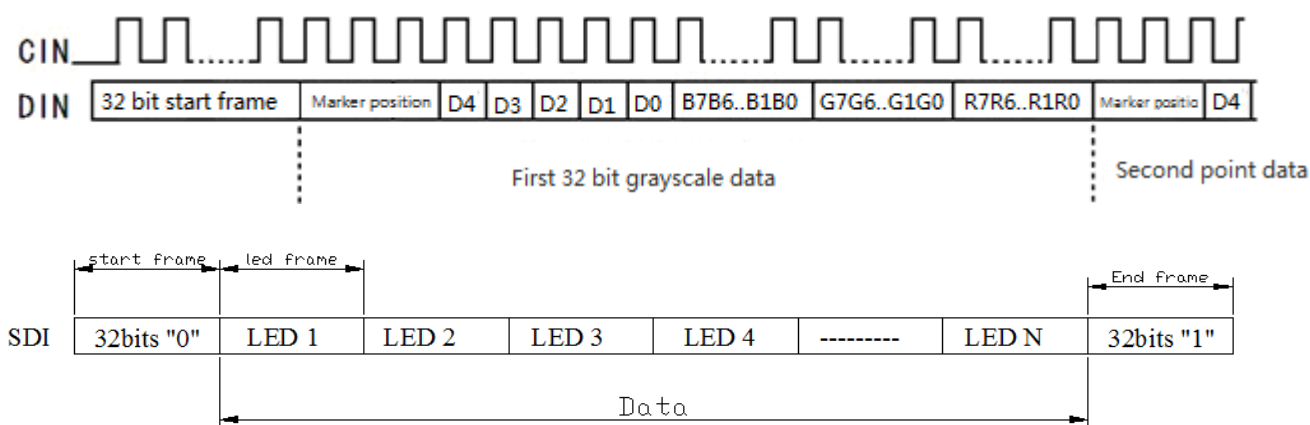 CIN
DIN 32 bit start frame Marker position D4 D3 D2 D1 D0 B7B6..B1B0 G7G6..G1G0 R7R6..R1R0 Marker positio D4
First 32 bit grayscale data Second point data
start frame led frame End frame
SDI 32bits "0" LED 1 LED 2 LED 3 LED 4 --------- LED N 32bits "1"
Data